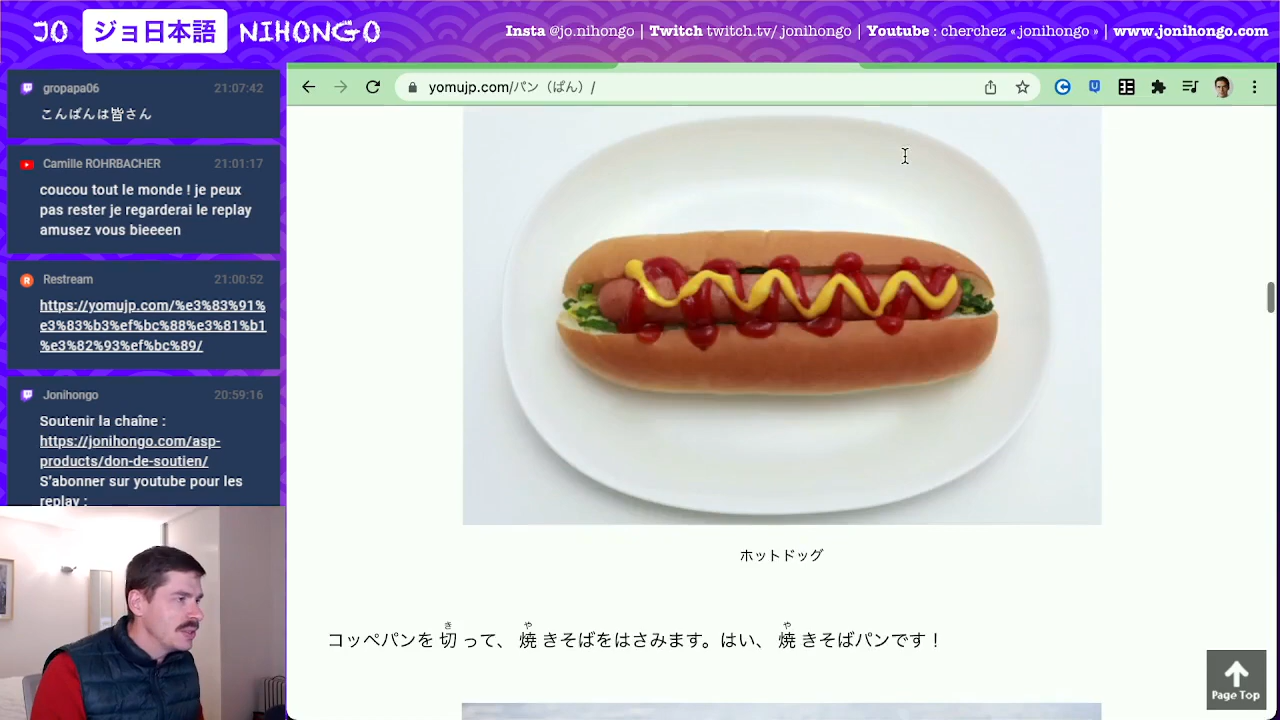 JO ジョ日本語 NIHONGO
Insta @jo.nihongo | Twitch twitch.tv/jonihongo | Youtube : cherchez « jonihongo » | www.jonihongo.com
gropapa06 21:07:42
こんばんは皆さん
Camille ROHRBACHER 21:01:17
coucou tout le monde ! je peux
pas rester je regarderai le replay
amusez vous bieeeen
Restream 21:00:52
https://yomujp.com/%e3%83%91%
e3%83%b3%ef%bc%88%e3%81%b1
%e3%82%93%ef%bc%89/
Jonihongo 20:59:16
Soutenir la chaîne :
https://jonihongo.com/asp-
products/don-de-soutien/
S'abonner sur youtube pour les
replay :
yomujp.com/パン（ぱん）/
ホットドッグ
き や や
コッペパンを切って、焼きそばをはさみます。はい、焼きそばパンです！
Page Top